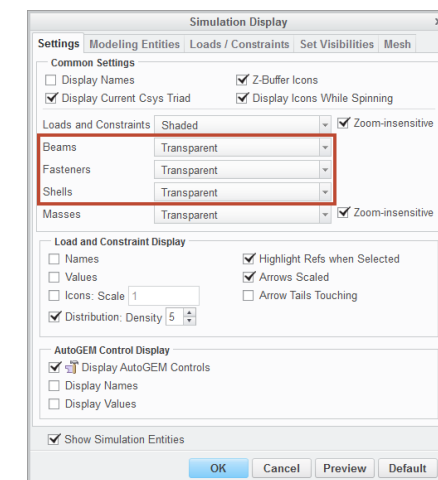 Simulation Display
Settings Modeling Entities Loads / Constraints Set Visibilities Mesh
Common Settings
Display Names Z-Buffer Icons
Display Current Csys Triad Display Icons While Spinning
Loads and Constraints Shaded Zoom-insensitive
Beams Transparent
Fasteners Transparent
Shells Transparent
Masses Transparent Zoom-insensitive
Load and Constraint Display
Names Highlight Refs when Selected
Values Arrows Scaled
Icons: Scale 1 Arrow Tails Touching
Distribution: Density 5
AutoGEM Control Display
Display AutoGEM Controls
Display Names
Display Values
Show Simulation Entities
OK Cancel Preview Default